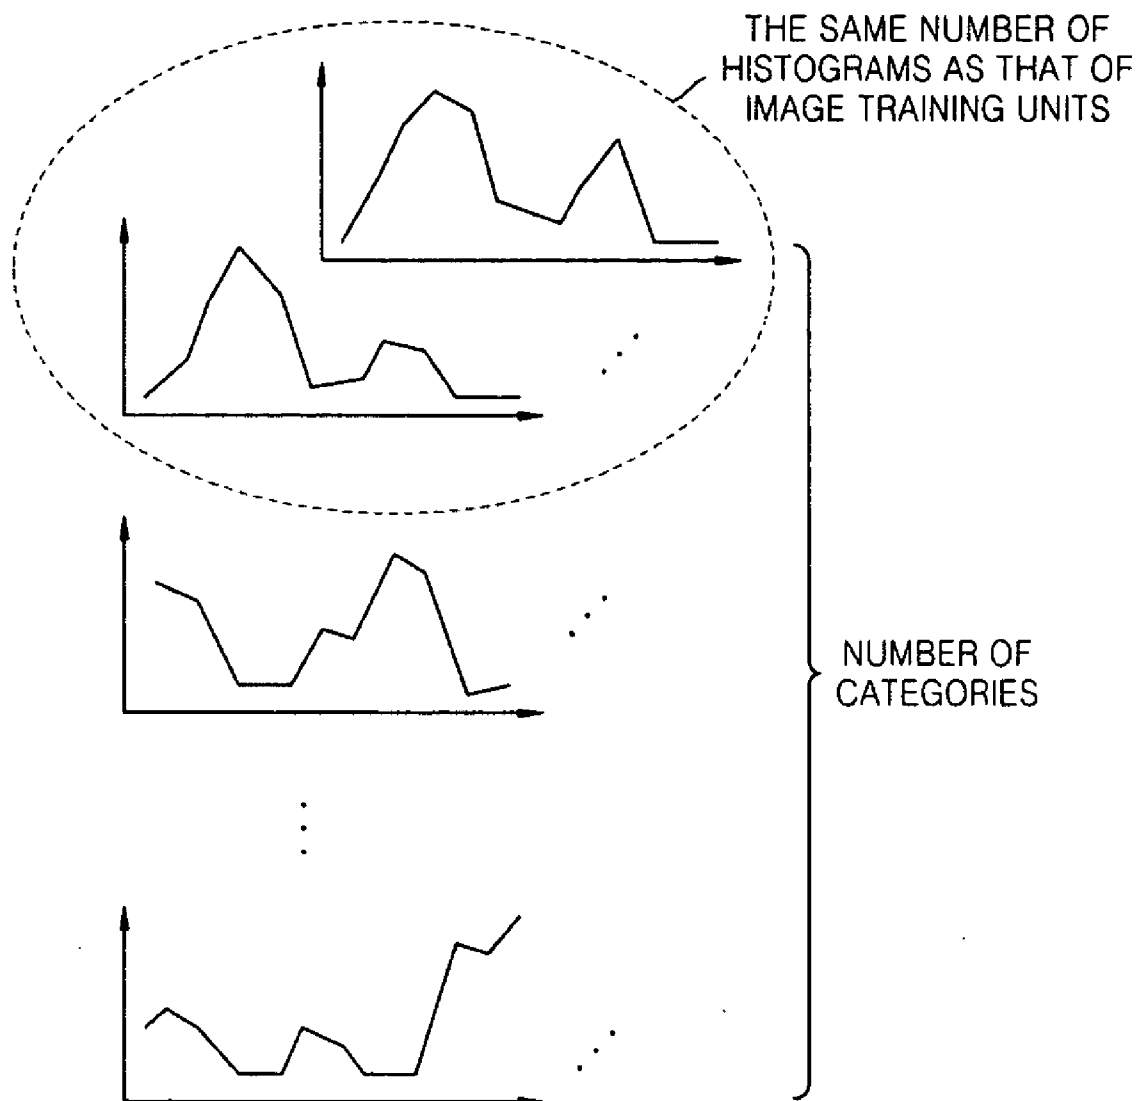 THE SAME NUMBER OF
HISTOGRAMS AS THAT OF
IMAGE TRAINING UNITS
NUMBER OF
CATEGORIES